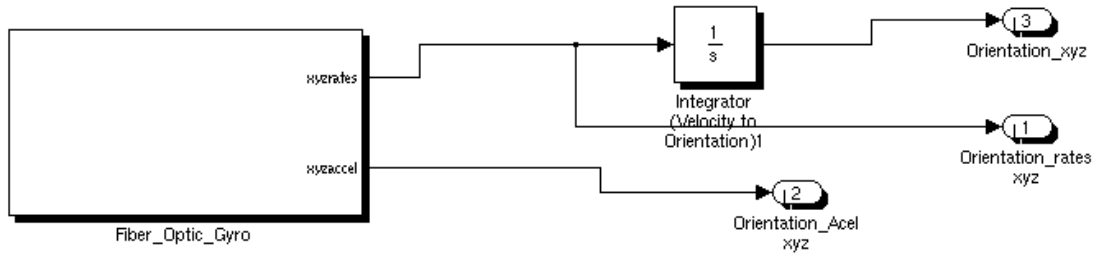 xyzrates
xyzaccel
Fiber_Optic_Gyro
1
s
Integrator
(Velocity to
Orientation)1
3
Orientation_xyz
1
Orientation_rates
xyz
2
Orientation_Acel
xyz